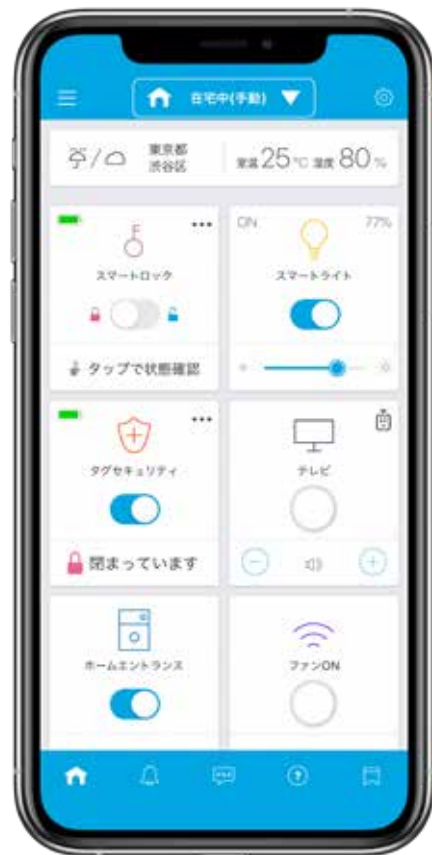 在宅中(手動)
東京都
渋谷区
室温25℃ 湿度80%
スマートロック
タップで状態確認
ON 77%
スマートライト
タグセキュリティ
閉まっています
テレビ
ホームエントランス
ファンON